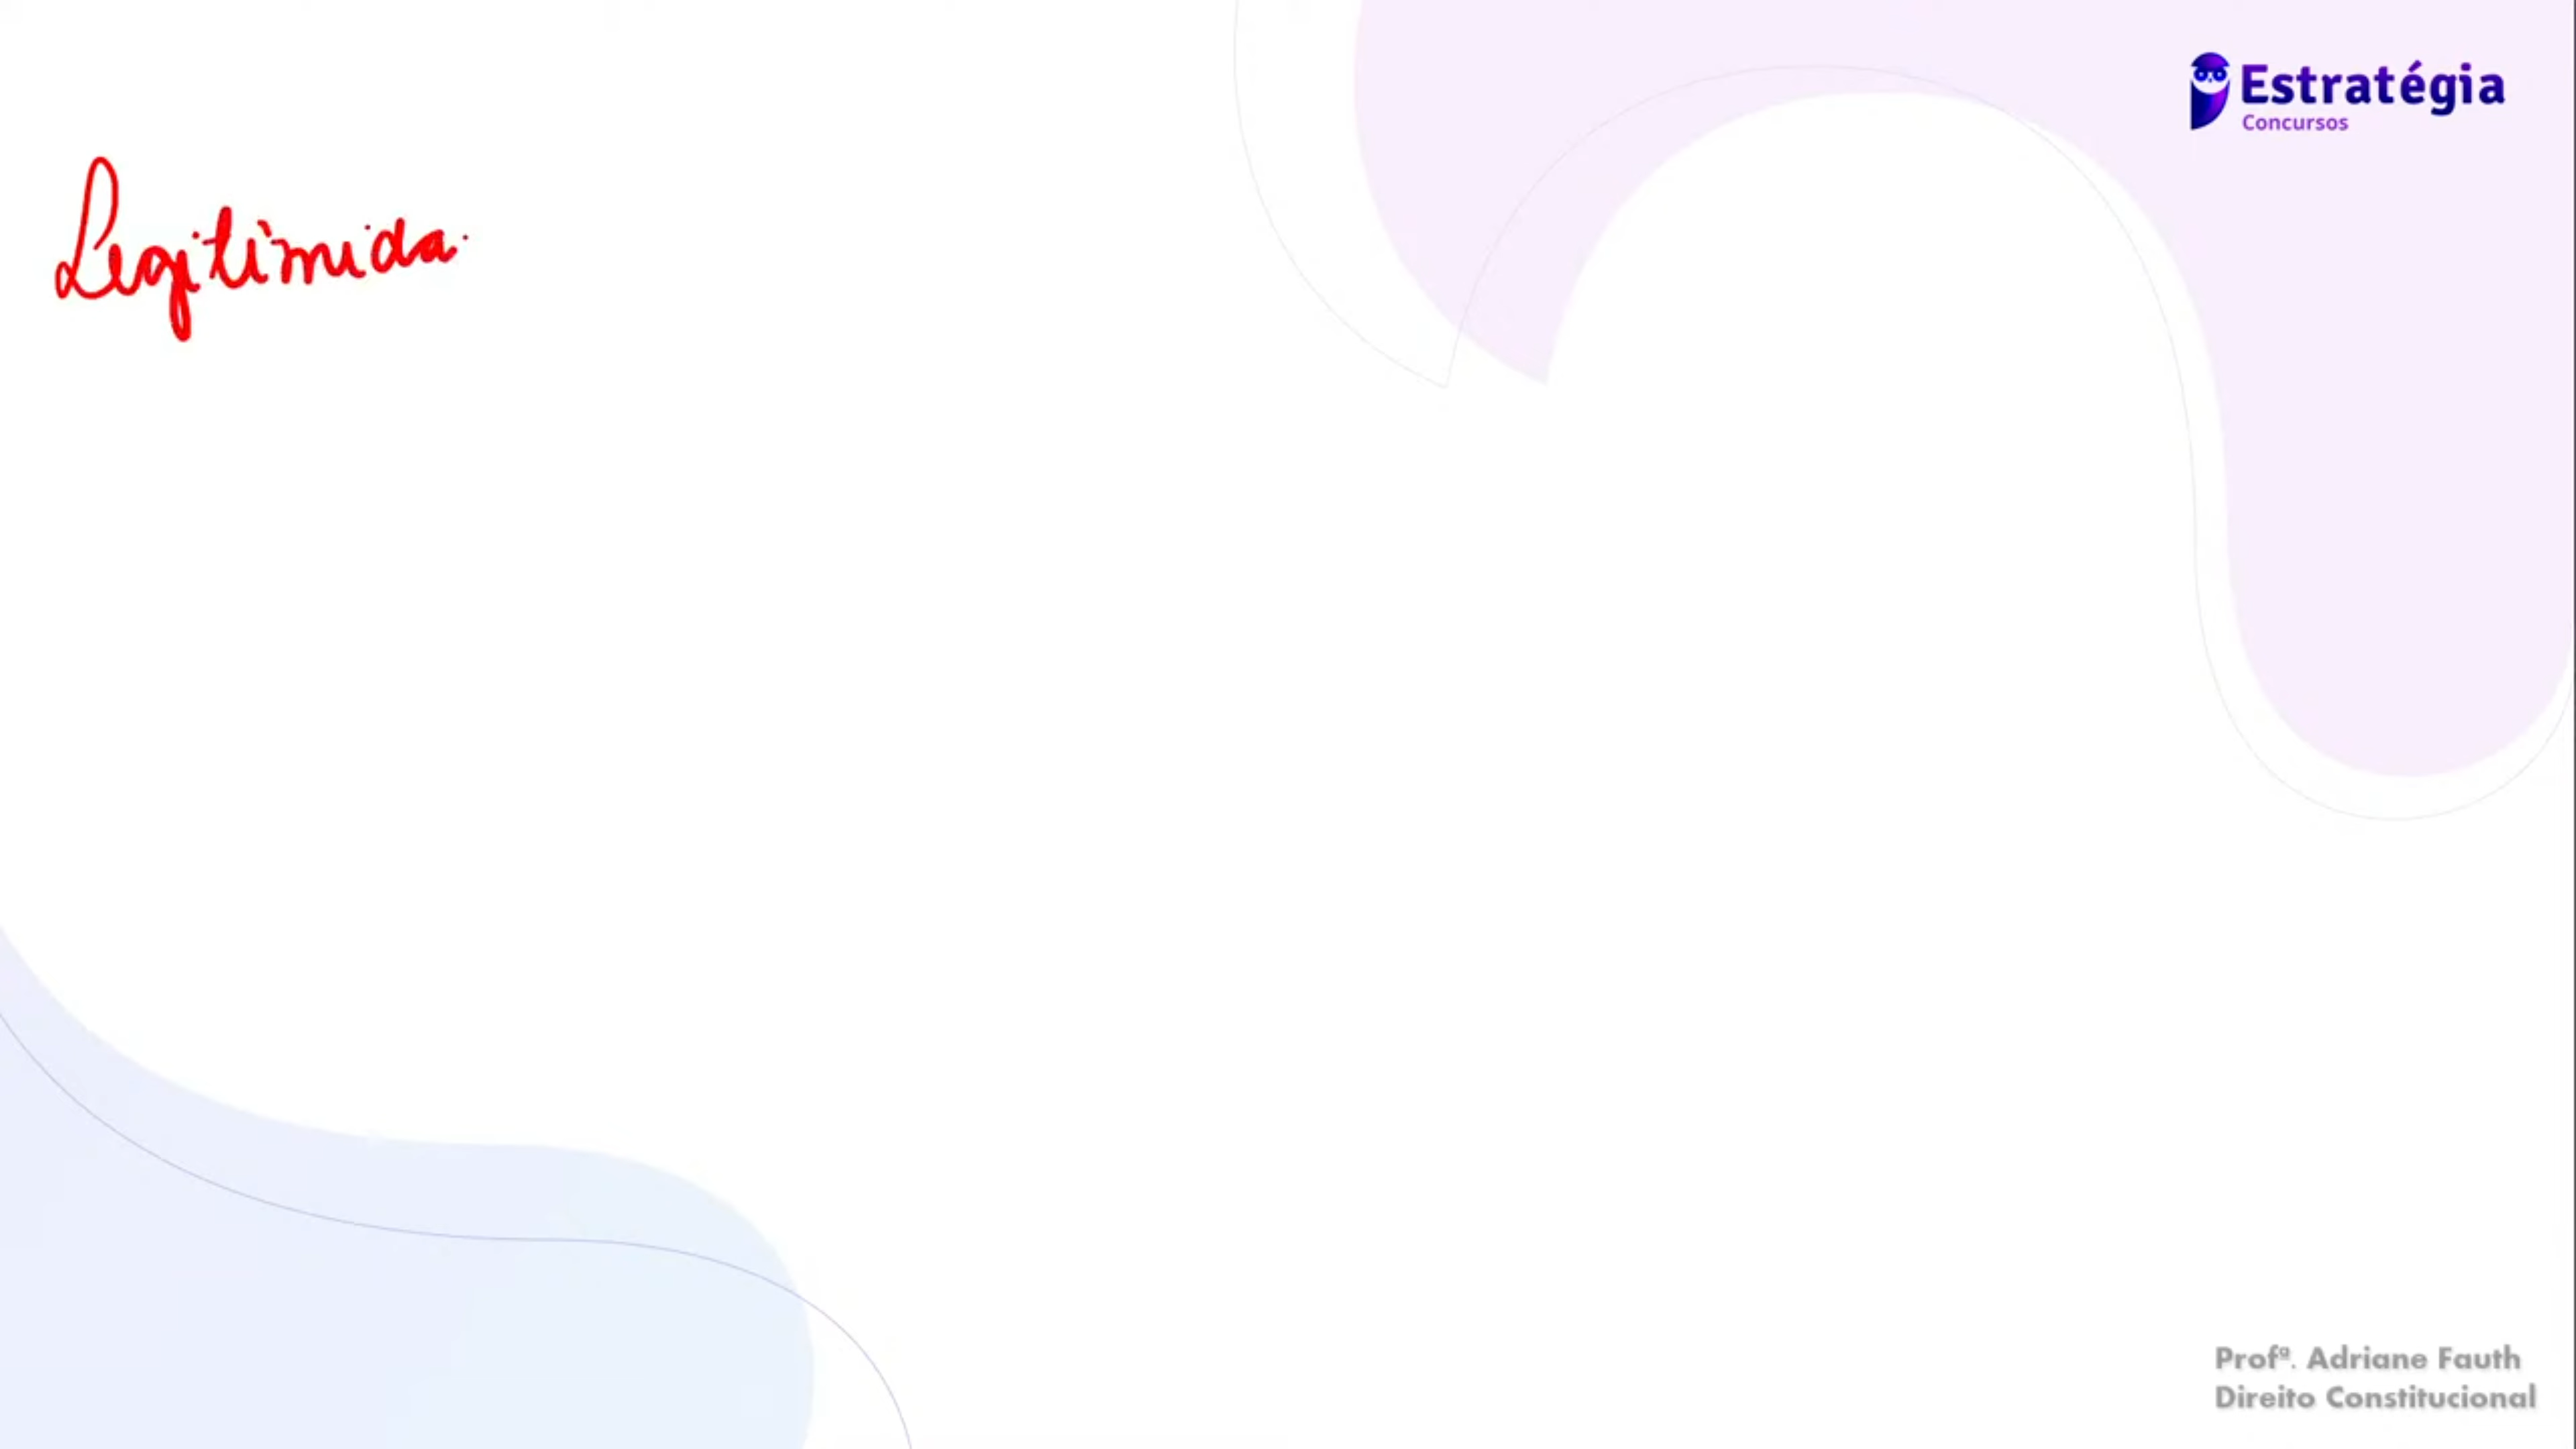 Estratégia
Concursos
Legitimida
Profª. Adriane Fauth
Direito Constitucional